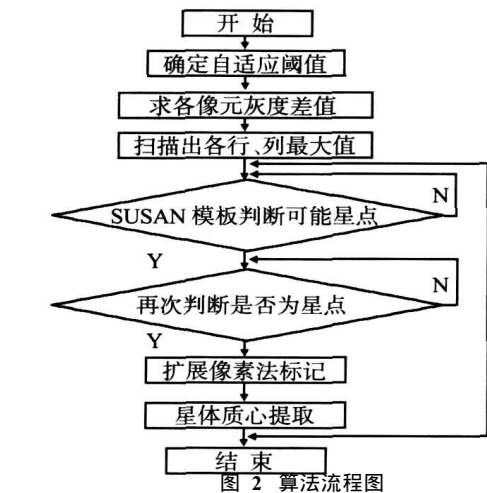 开 始
确定自适应阈值
求各像元灰度差值
扫描出各行、列最大值
SUSAN 模板判断可能星点
N
Y
再次判断是否为星点
N
Y
扩展像素法标记
星体质心提取
结 束
图 2 算法流程图